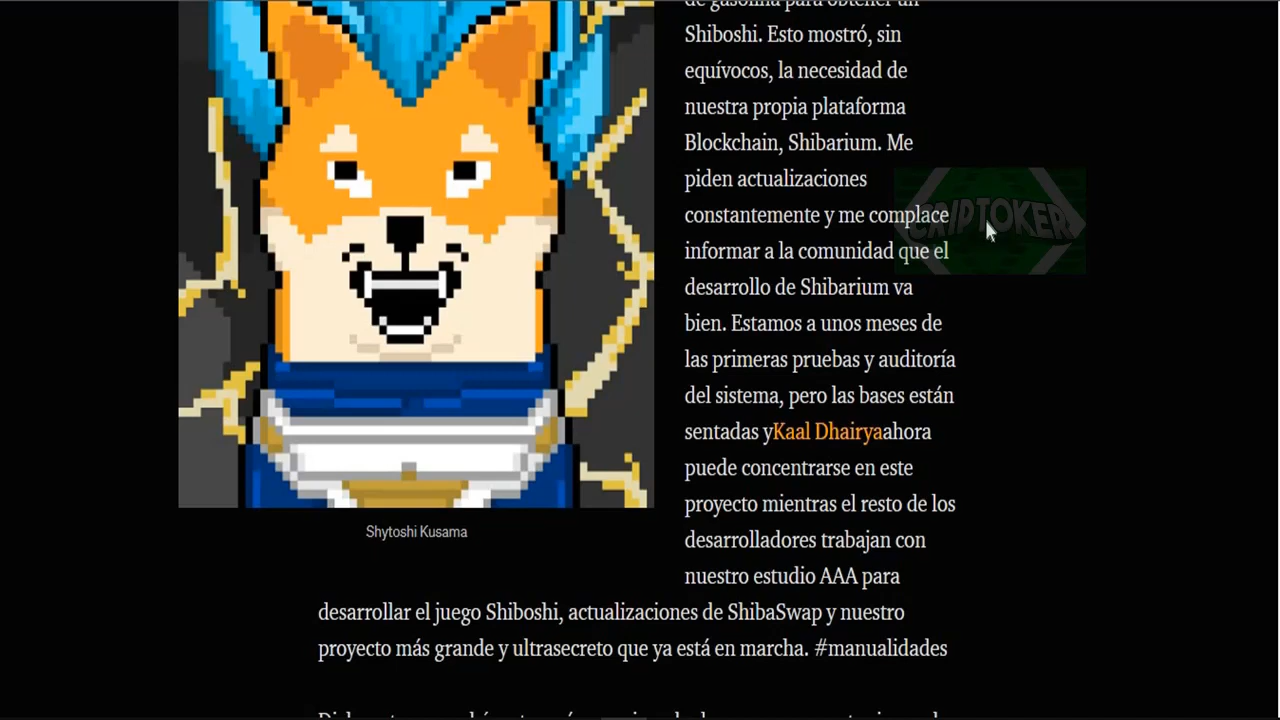 de gasolina para obtener un
Shiboshi. Esto mostró, sin
equívocos, la necesidad de
nuestra propia plataforma
Blockchain, Shibarium. Me
piden actualizaciones
constantemente y me complace
informar a la comunidad que el
desarrollo de Shibarium va
bien. Estamos a unos meses de
las primeras pruebas y auditoría
del sistema, pero las bases están
sentadas yKaal Dhairyaahora
puede concentrarse en este
proyecto mientras el resto de los
desarrolladores trabajan con
nuestro estudio AAA para
desarrollar el juego Shiboshi, actualizaciones de ShibaSwap y nuestro
proyecto más grande y ultrasecreto que ya está en marcha. #manualidades
Shytoshi Kusama
CRIPTOKER